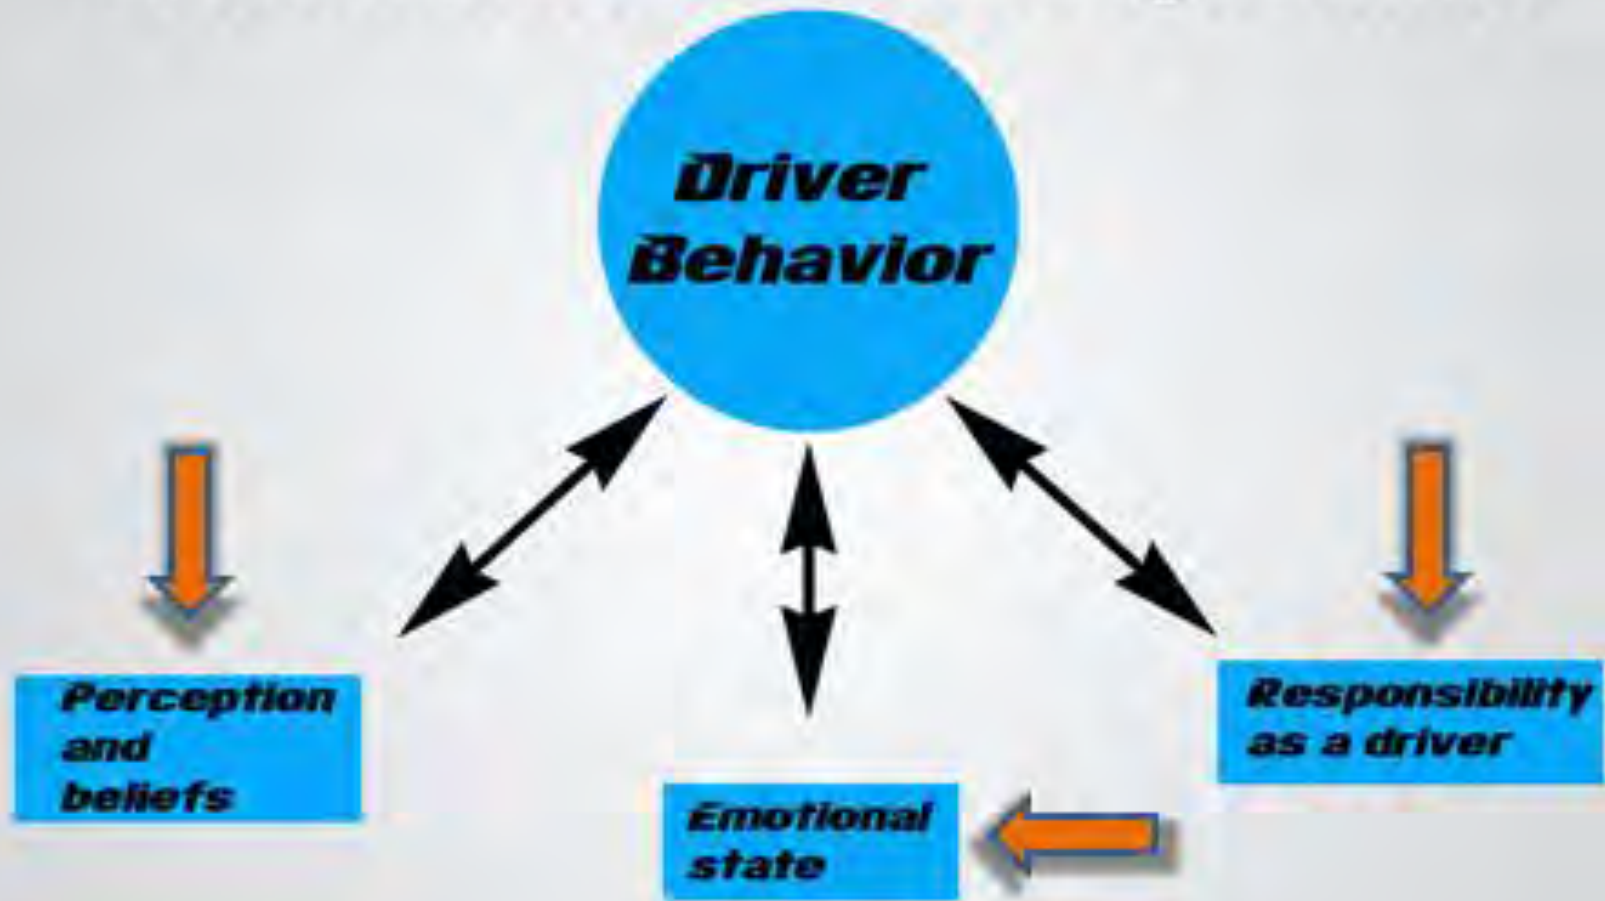 Driver
Behavior
Perception
and
beliefs
Emotional
state
Responsibility
as a driver